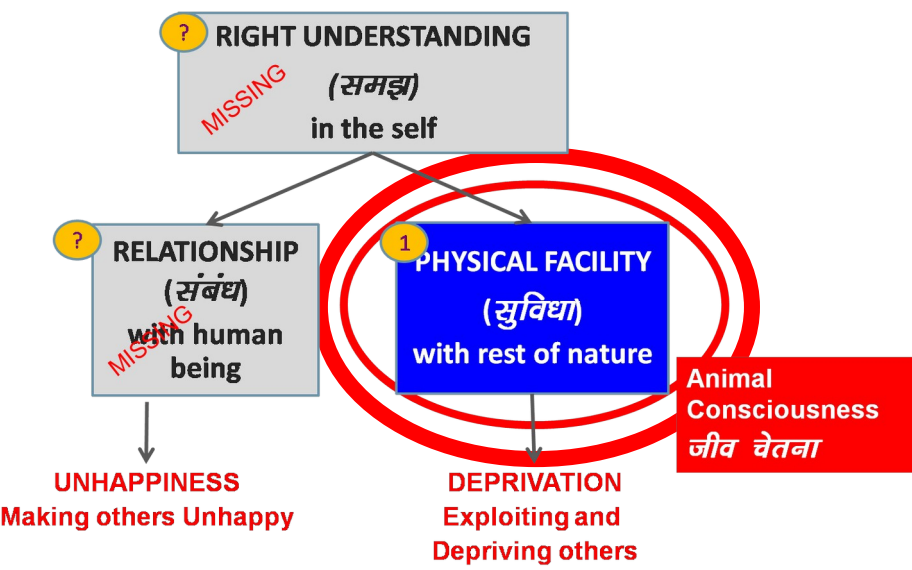 ?
RIGHT UNDERSTANDING
(समझ)
in the self
MISSING
?
RELATIONSHIP
(संबंध)
with human
being
MISSING
1
PHYSICAL FACILITY
(सुविधा)
with rest of nature
Animal
Consciousness
जीव चेतना
UNHAPPINESS
Making others Unhappy
DEPRIVATION
Exploiting and
Depriving others